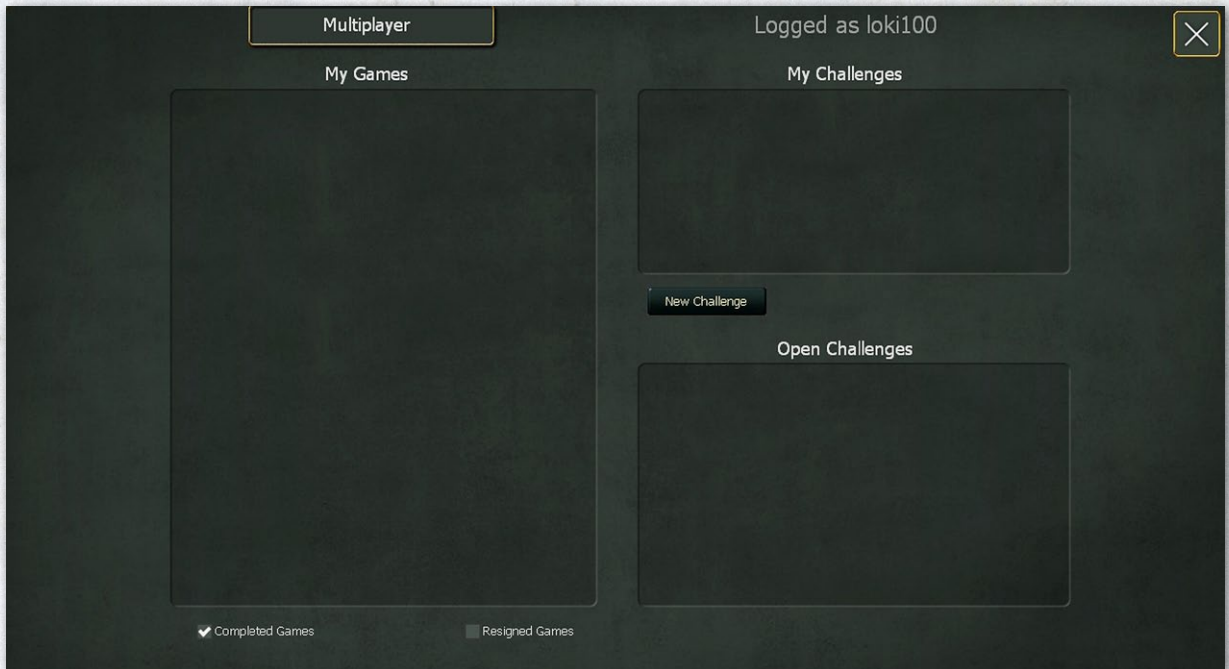 Multiplayer
Logged as loki100
My Games
My Challenges
New Challenge
Open Challenges
Completed Games
Resigned Games